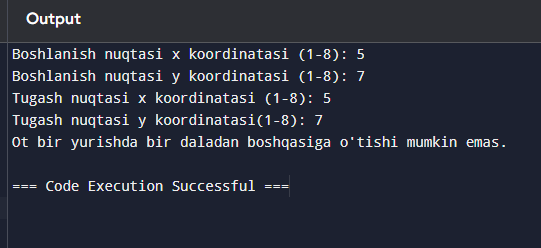 Output
Boshlanish nuqtasi x koordinatasi (1-8): 5
Boshlanish nuqtasi y koordinatasi (1-8): 7
Tugash nuqtasi x koordinatasi (1-8): 5
Tugash nuqtasi y koordinatasi(1-8): 7
Ot bir yurishda bir daladan boshqasiga o'tishi mumkin emas.
=== Code Execution Successful ===